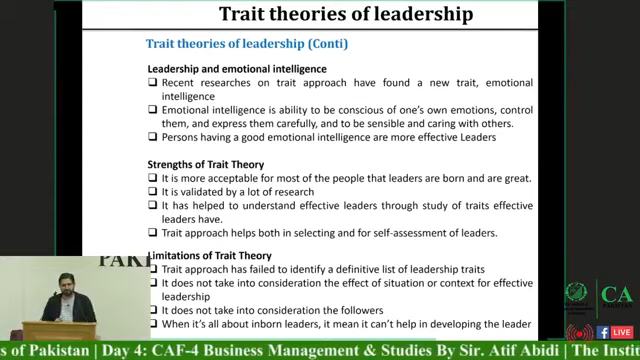 Trait theories of leadership
Trait theories of leadership (Conti)
Leadership and emotional intelligence
Recent researches on trait approach have found a new trait, emotional
intelligence
Emotional intelligence is ability to be conscious of one's own emotions, control
them, and express them carefully, and to be sensible and caring with others.
Persons having a good emotional intelligence are more effective Leaders
Strengths of Trait Theory
It is more acceptable for most of the people that leaders are born and are great.
It is validated by a lot of research
It has helped to understand effective leaders through study of traits effective
leaders have.
Trait approach helps both in selecting and for self-assessment of leaders.
Limitations of Trait Theory
Trait approach has failed to identify a definitive list of leadership traits
It does not take into consideration the effect of situation or context for effective
leadership
It does not take into consideration the followers
When it's all about inborn leaders, it mean it can't help in developing the leader
CA
PAKISTAN
LIVE
s of Pakistan | Day 4: CAF-4 Business Management & Studies By Sir. Atif Abidi | The Insti